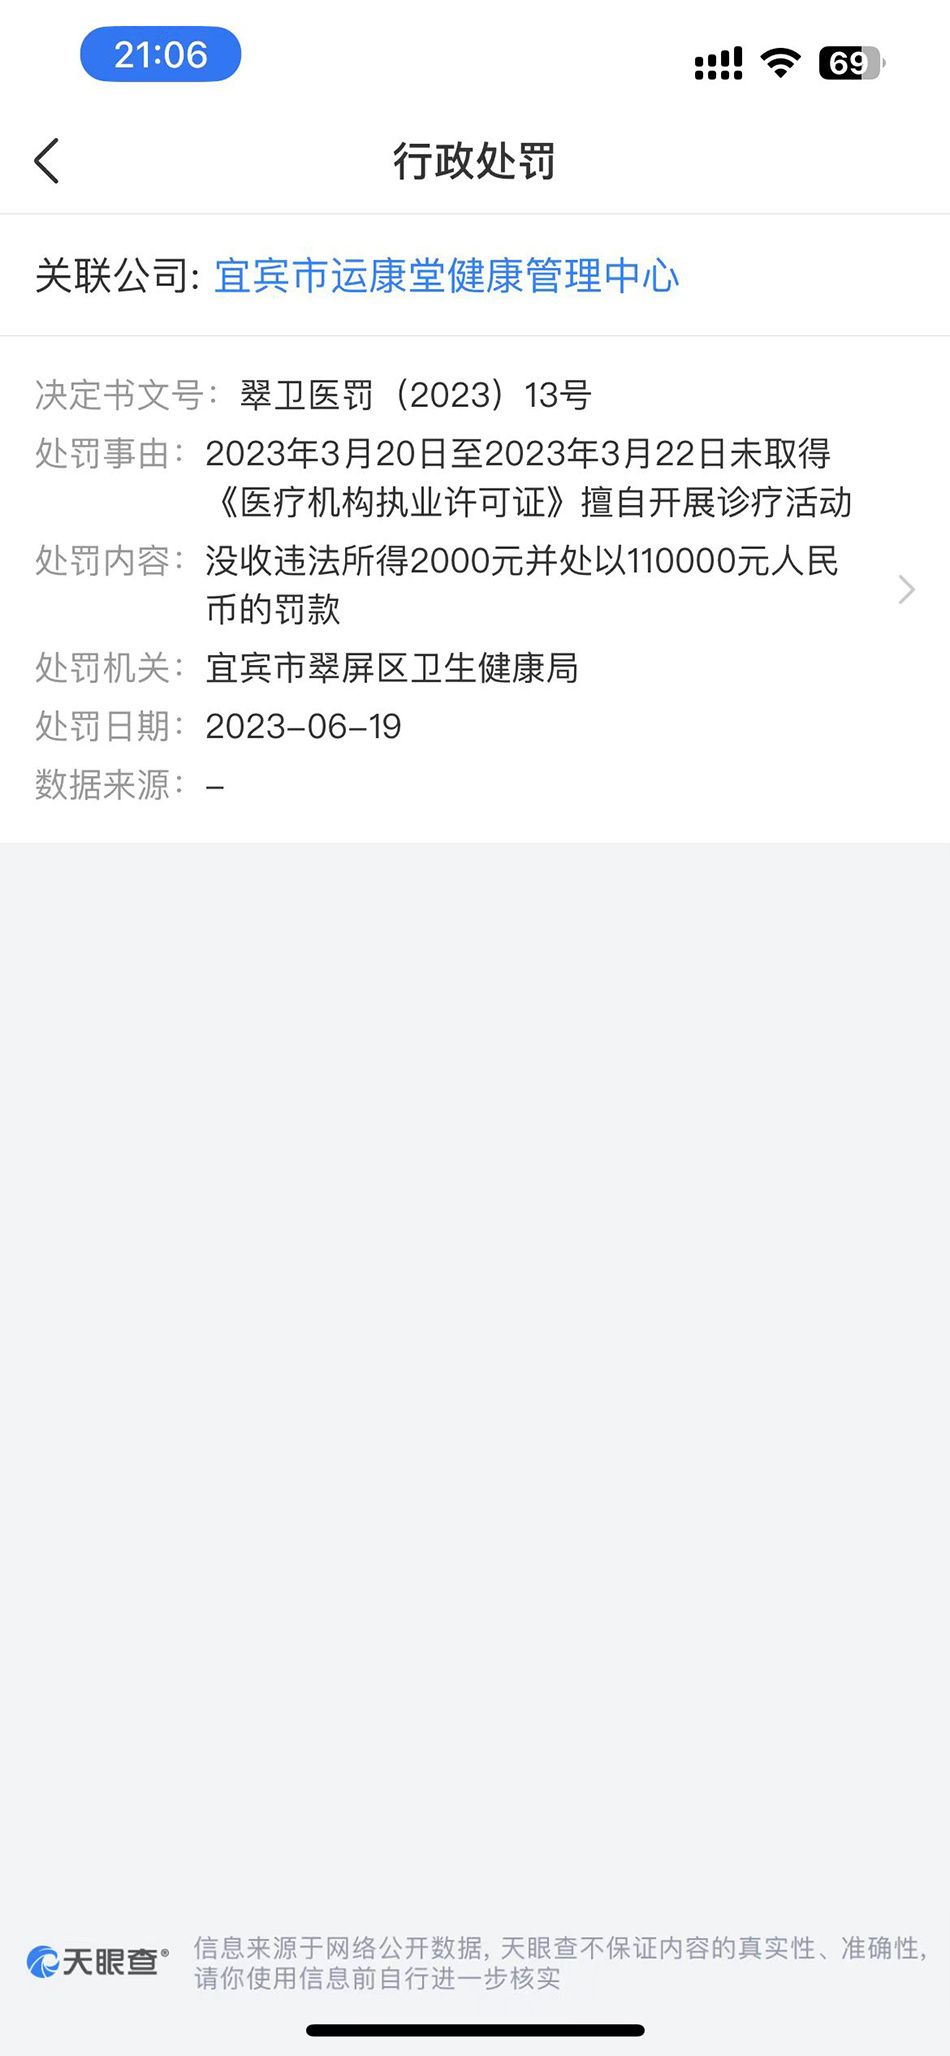 21:06
69
行政处罚
关联公司: 宜宾市运康堂健康管理中心
决定书文号： 翠卫医罚（2023）13号
处罚事由： 2023年3月20日至2023年3月22日未取得
《医疗机构执业许可证》擅自开展诊疗活动
处罚内容： 没收违法所得2000元并处以110000元人民
币的罚款
处罚机关： 宜宾市翠屏区卫生健康局
处罚日期： 2023-06-19
数据来源： -
天眼查®
信息来源于网络公开数据, 天眼查不保证内容的真实性、准确性,
请你使用信息前自行进一步核实